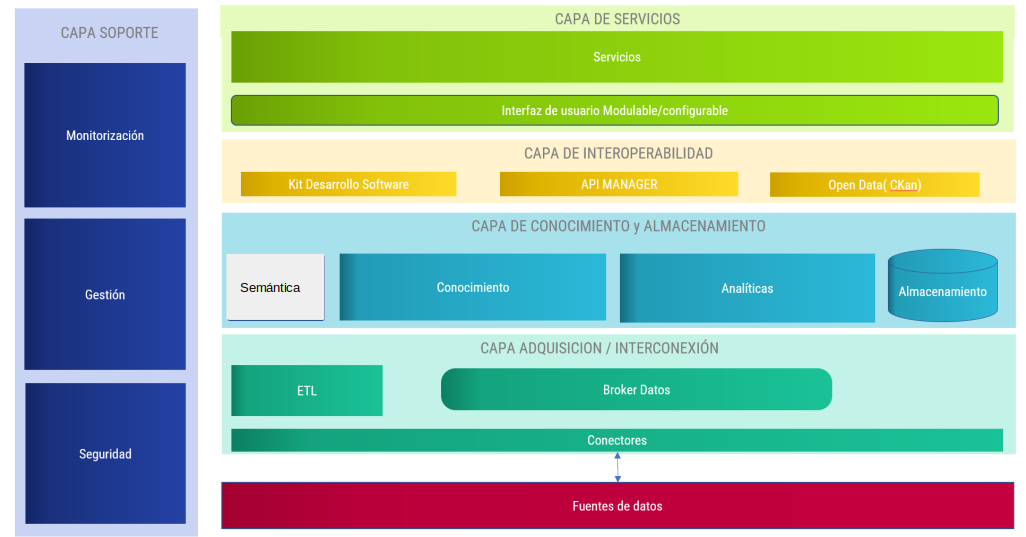 CAPA SOPORTE
Monitorización
Gestión
Seguridad
CAPA DE SERVICIOS
Servicios
Interfaz de usuario Modulable/configurable
CAPA DE INTEROPERABILIDAD
Kit Desarrollo Software
API MANAGER
Open Data( CKan)
CAPA DE CONOCIMIENTO y ALMACENAMIENTO
Semántica
Conocimiento
Analíticas
Almacenamiento
CAPA ADQUISICION / INTERCONEXIÓN
ETL
Broker Datos
Conectores
Fuentes de datos